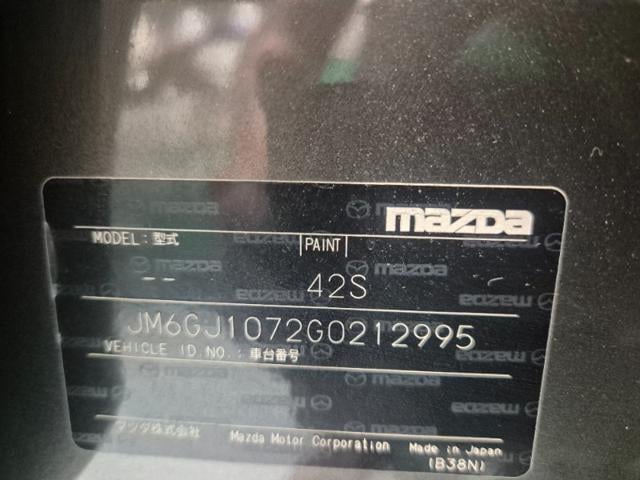 mazda
MODEL:型式 PAINT
-- 42S
JM6GJ1072G0212995
VEHICLE ID.NO.:車台番号
マツダ株式会社 Mazda Motor Corporation Made in Japan
(B38N)